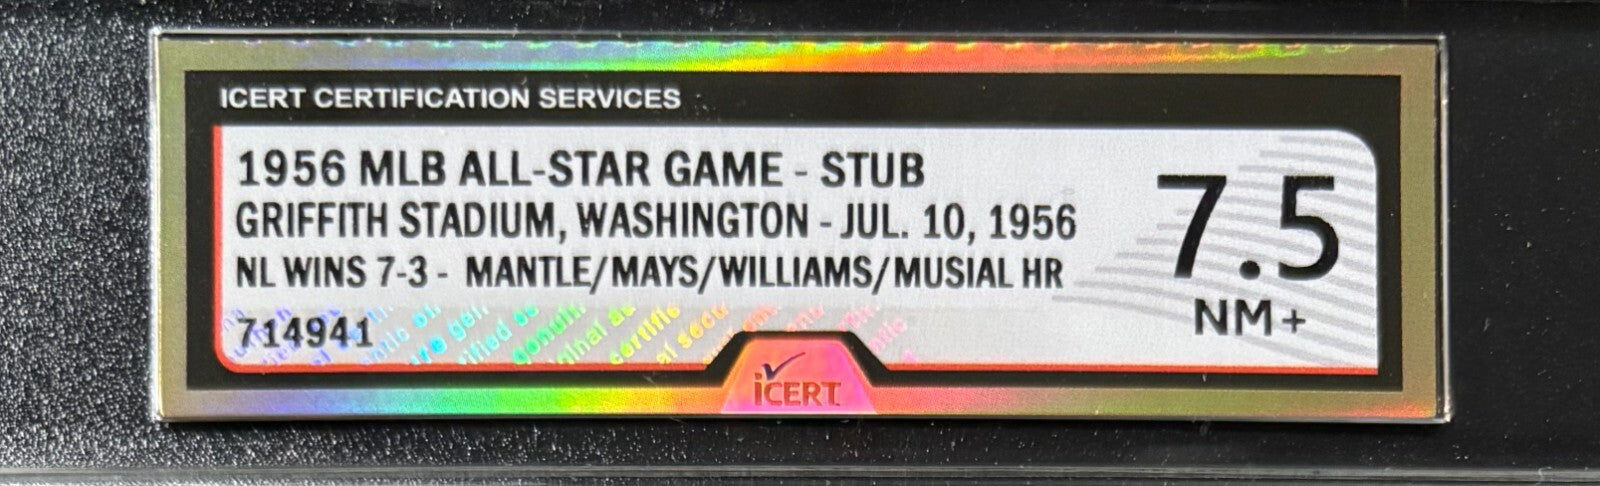 ICERT CERTIFICATION SERVICES
1956 MLB ALL-STAR GAME - STUB
GRIFFITH STADIUM, WASHINGTON - JUL. 10, 1956
NL WINS 7-3 - MANTLE/MAYS/WILLIAMS/MUSIAL HR
714941
7.5
NM+
iCERT